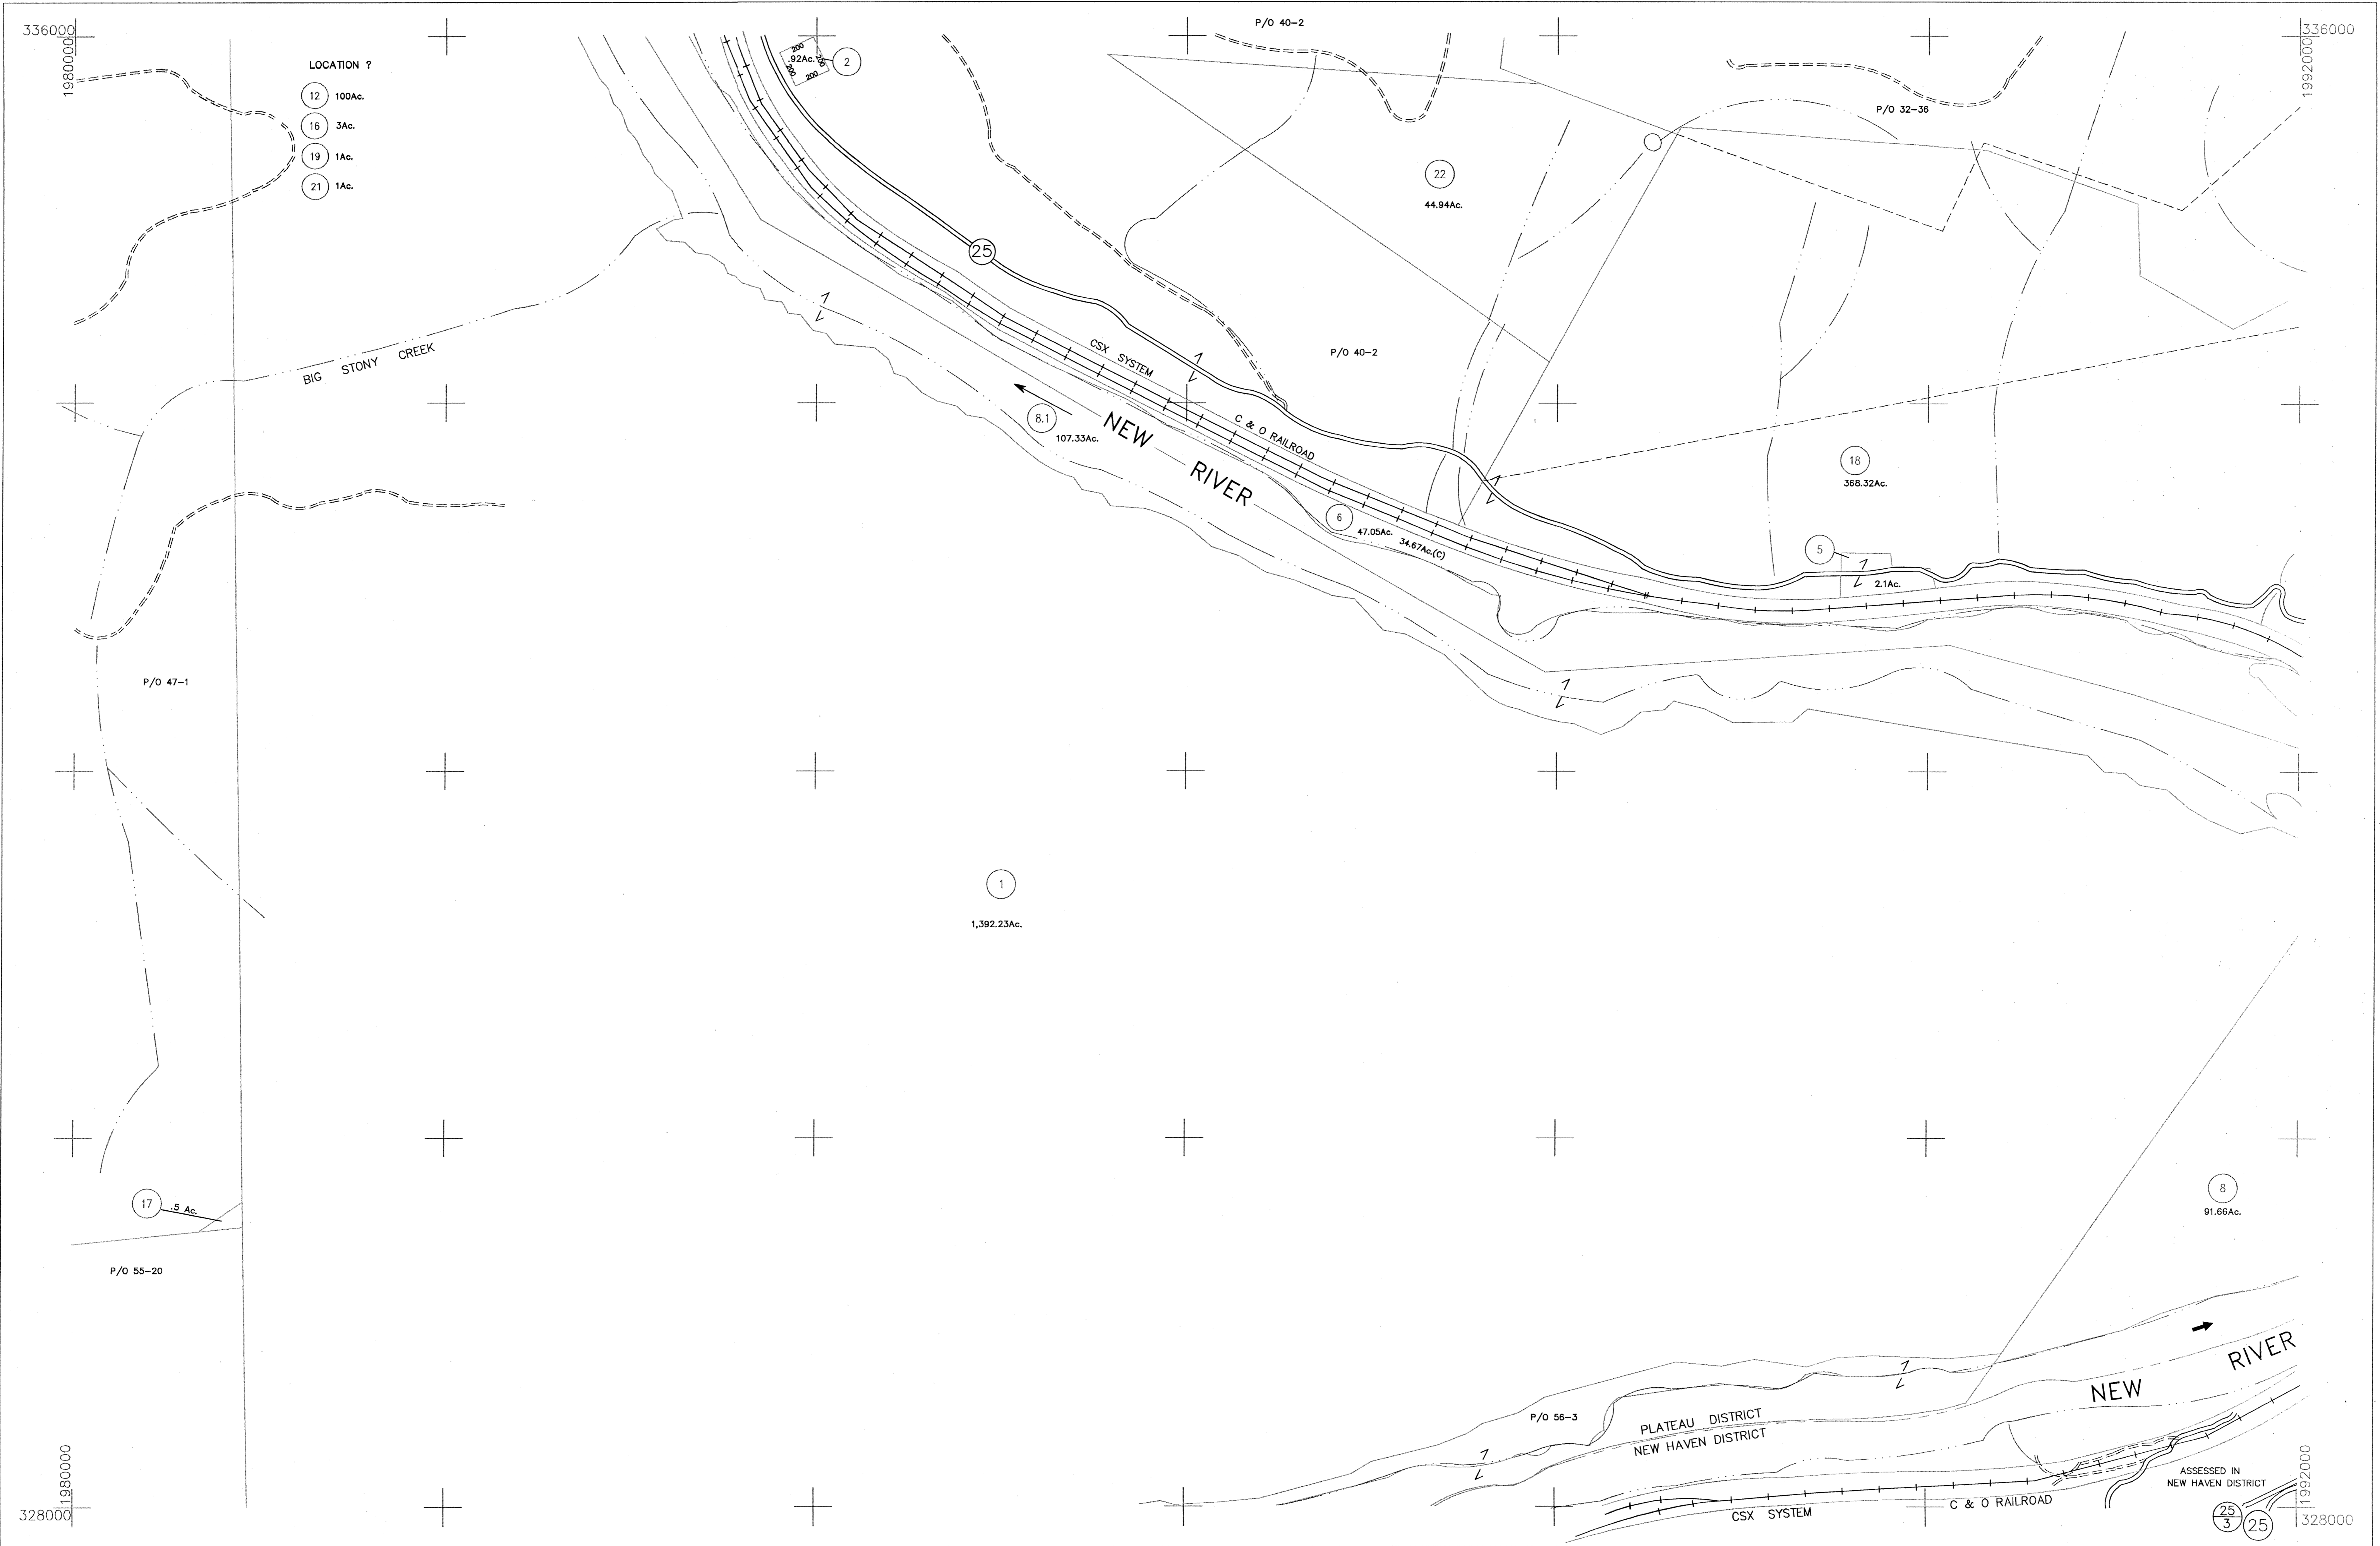 336000
1980000
LOCATION ?
12 100Ac.
16 3Ac.
19 1Ac.
21 1Ac.
200
.92Ac.
200
200
200
2
P/O 40-2
336000
1992000
P/O 32-36
22
44.94Ac.
25
BIG STONY CREEK
CSX SYSTEM
C & O RAILROAD
P/O 40-2
8.1
107.33Ac.
NEW RIVER
18
368.32Ac.
6
47.05Ac.
34.67Ac.(C)
5
2.1Ac.
P/O 47-1
1
1,392.23Ac.
17
.5 Ac.
8
91.66Ac.
P/O 55-20
NEW RIVER
P/O 56-3
PLATEAU DISTRICT
NEW HAVEN DISTRICT
ASSESSED IN
NEW HAVEN DISTRICT
CSX SYSTEM
C & O RAILROAD
25
3
25
1980000
328000
1992000
328000